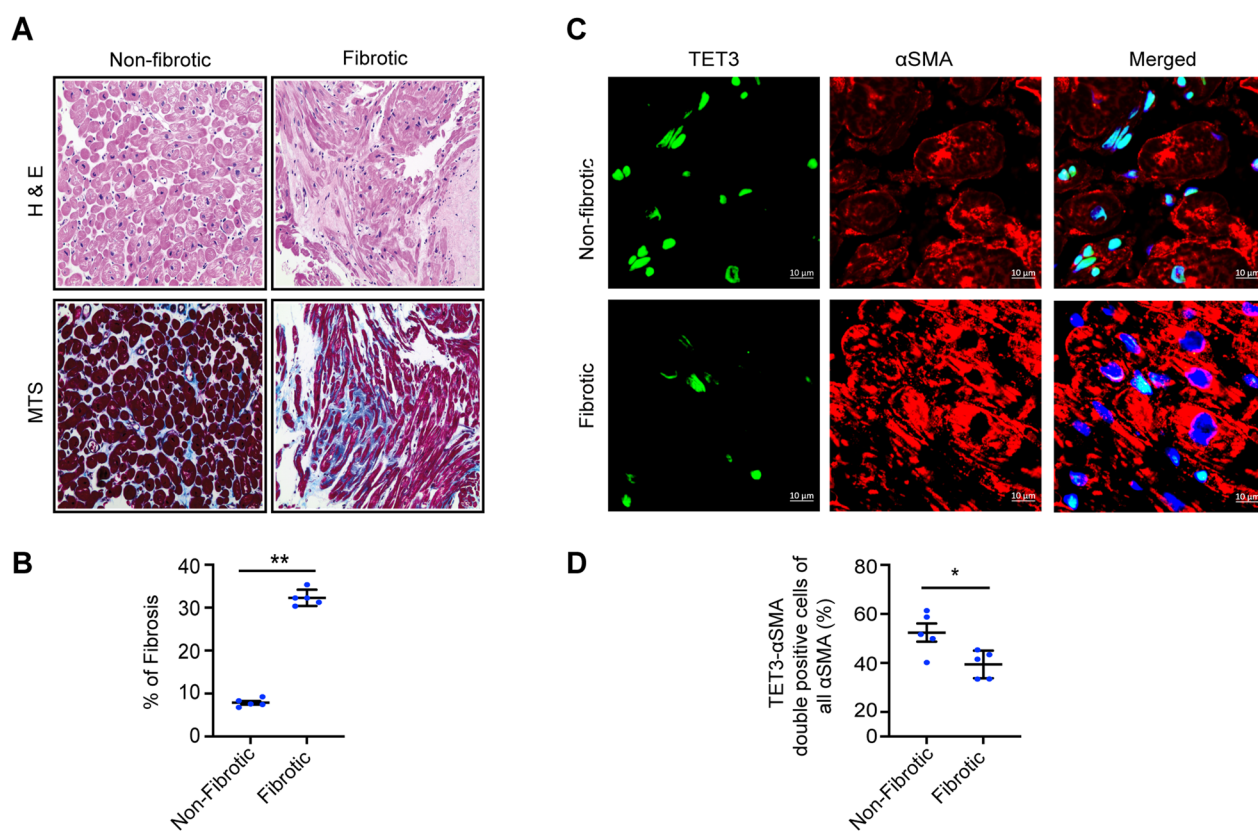 A
Non-fibrotic
Fibrotic
H & E
MTS
B
% of Fibrosis
40
30
20
10
0
**
Non-Fibrotic
Fibrotic
C
TET3
αSMA
Merged
Non-fibrotic
10 µm
10 µm
10 µm
Fibrotic
10 µm
10 µm
10 µm
D
TET3-αSMA
double positive cells of
all αSMA (%)
80
60
40
20
0
*
Non-Fibrotic
Fibrotic